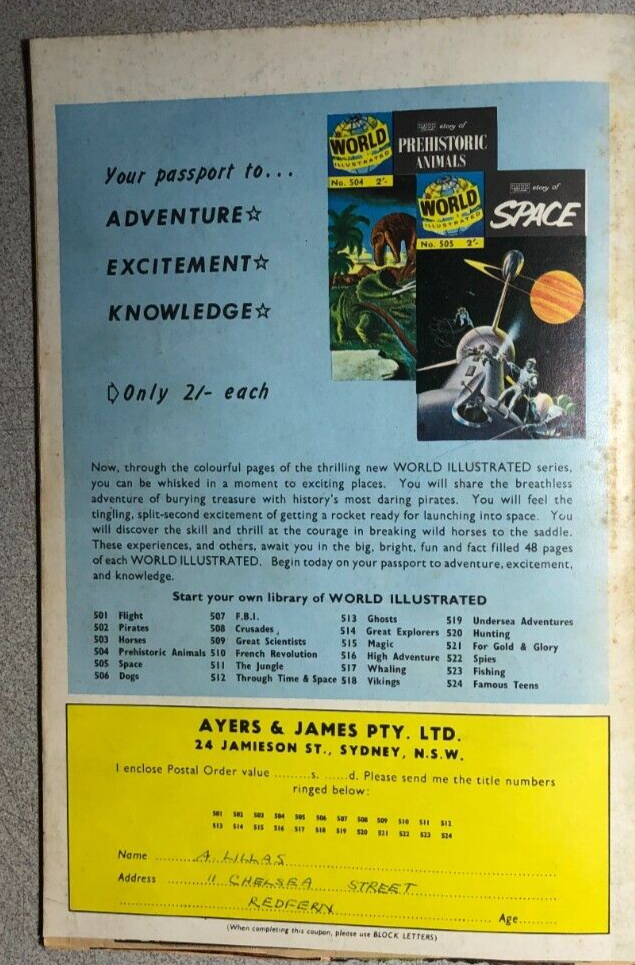 WORLD
ILLUSTRATED
No. 504 2'-
story of
PREHISTORIC
ANIMALS
WORLD
ILLUSTRATED
No. 505 2'-
story of
SPACE
Your passport to...
ADVENTURE☆
EXCITEMENT☆
KNOWLEDGE☆
Only 2/- each
Now, through the colourful pages of the thrilling new WORLD ILLUSTRATED series,
you can be whisked in a moment to exciting places. You will share the breathless
adventure of burying treasure with history's most daring pirates. You will feel the
tingling, split-second excitement of getting a rocket ready for launching into space. You
will discover the skill and thrill at the courage in breaking wild horses to the saddle.
These experiences, and others, await you in the big, bright, fun and fact filled 48 pages
of each WORLD ILLUSTRATED. Begin today on your passport to adventure, excitement,
and knowledge.
Start your own library of WORLD ILLUSTRATED
501 Flight
502 Pirates
503 Horses
504 Prehistoric Animals
505 Space
506 Dogs
507 F.B.I.
508 Crusades
509 Great Scientists
510 French Revolution
511 The Jungle
512 Through Time & Space
513 Ghosts
514 Great Explorers
515 Magic
516 High Adventure
517 Whaling
518 Vikings
519 Undersea Adventures
520 Hunting
521 For Gold & Glory
522 Spies
523 Fishing
524 Famous Teens
AYERS & JAMES PTY. LTD.
24 JAMIESON ST., SYDNEY, N.S.W.
I enclose Postal Order value .........s. ......d. Please send me the title numbers
ringed below:
501 502 503 504 505 506 507 508 509 510 511 512
513 514 515 516 517 518 519 520 521 522 523 524
Name A LILLAS
Address 11 CHELSEA STREET
REDFERN Age
(When completing this coupon, please use BLOCK LETTERS)